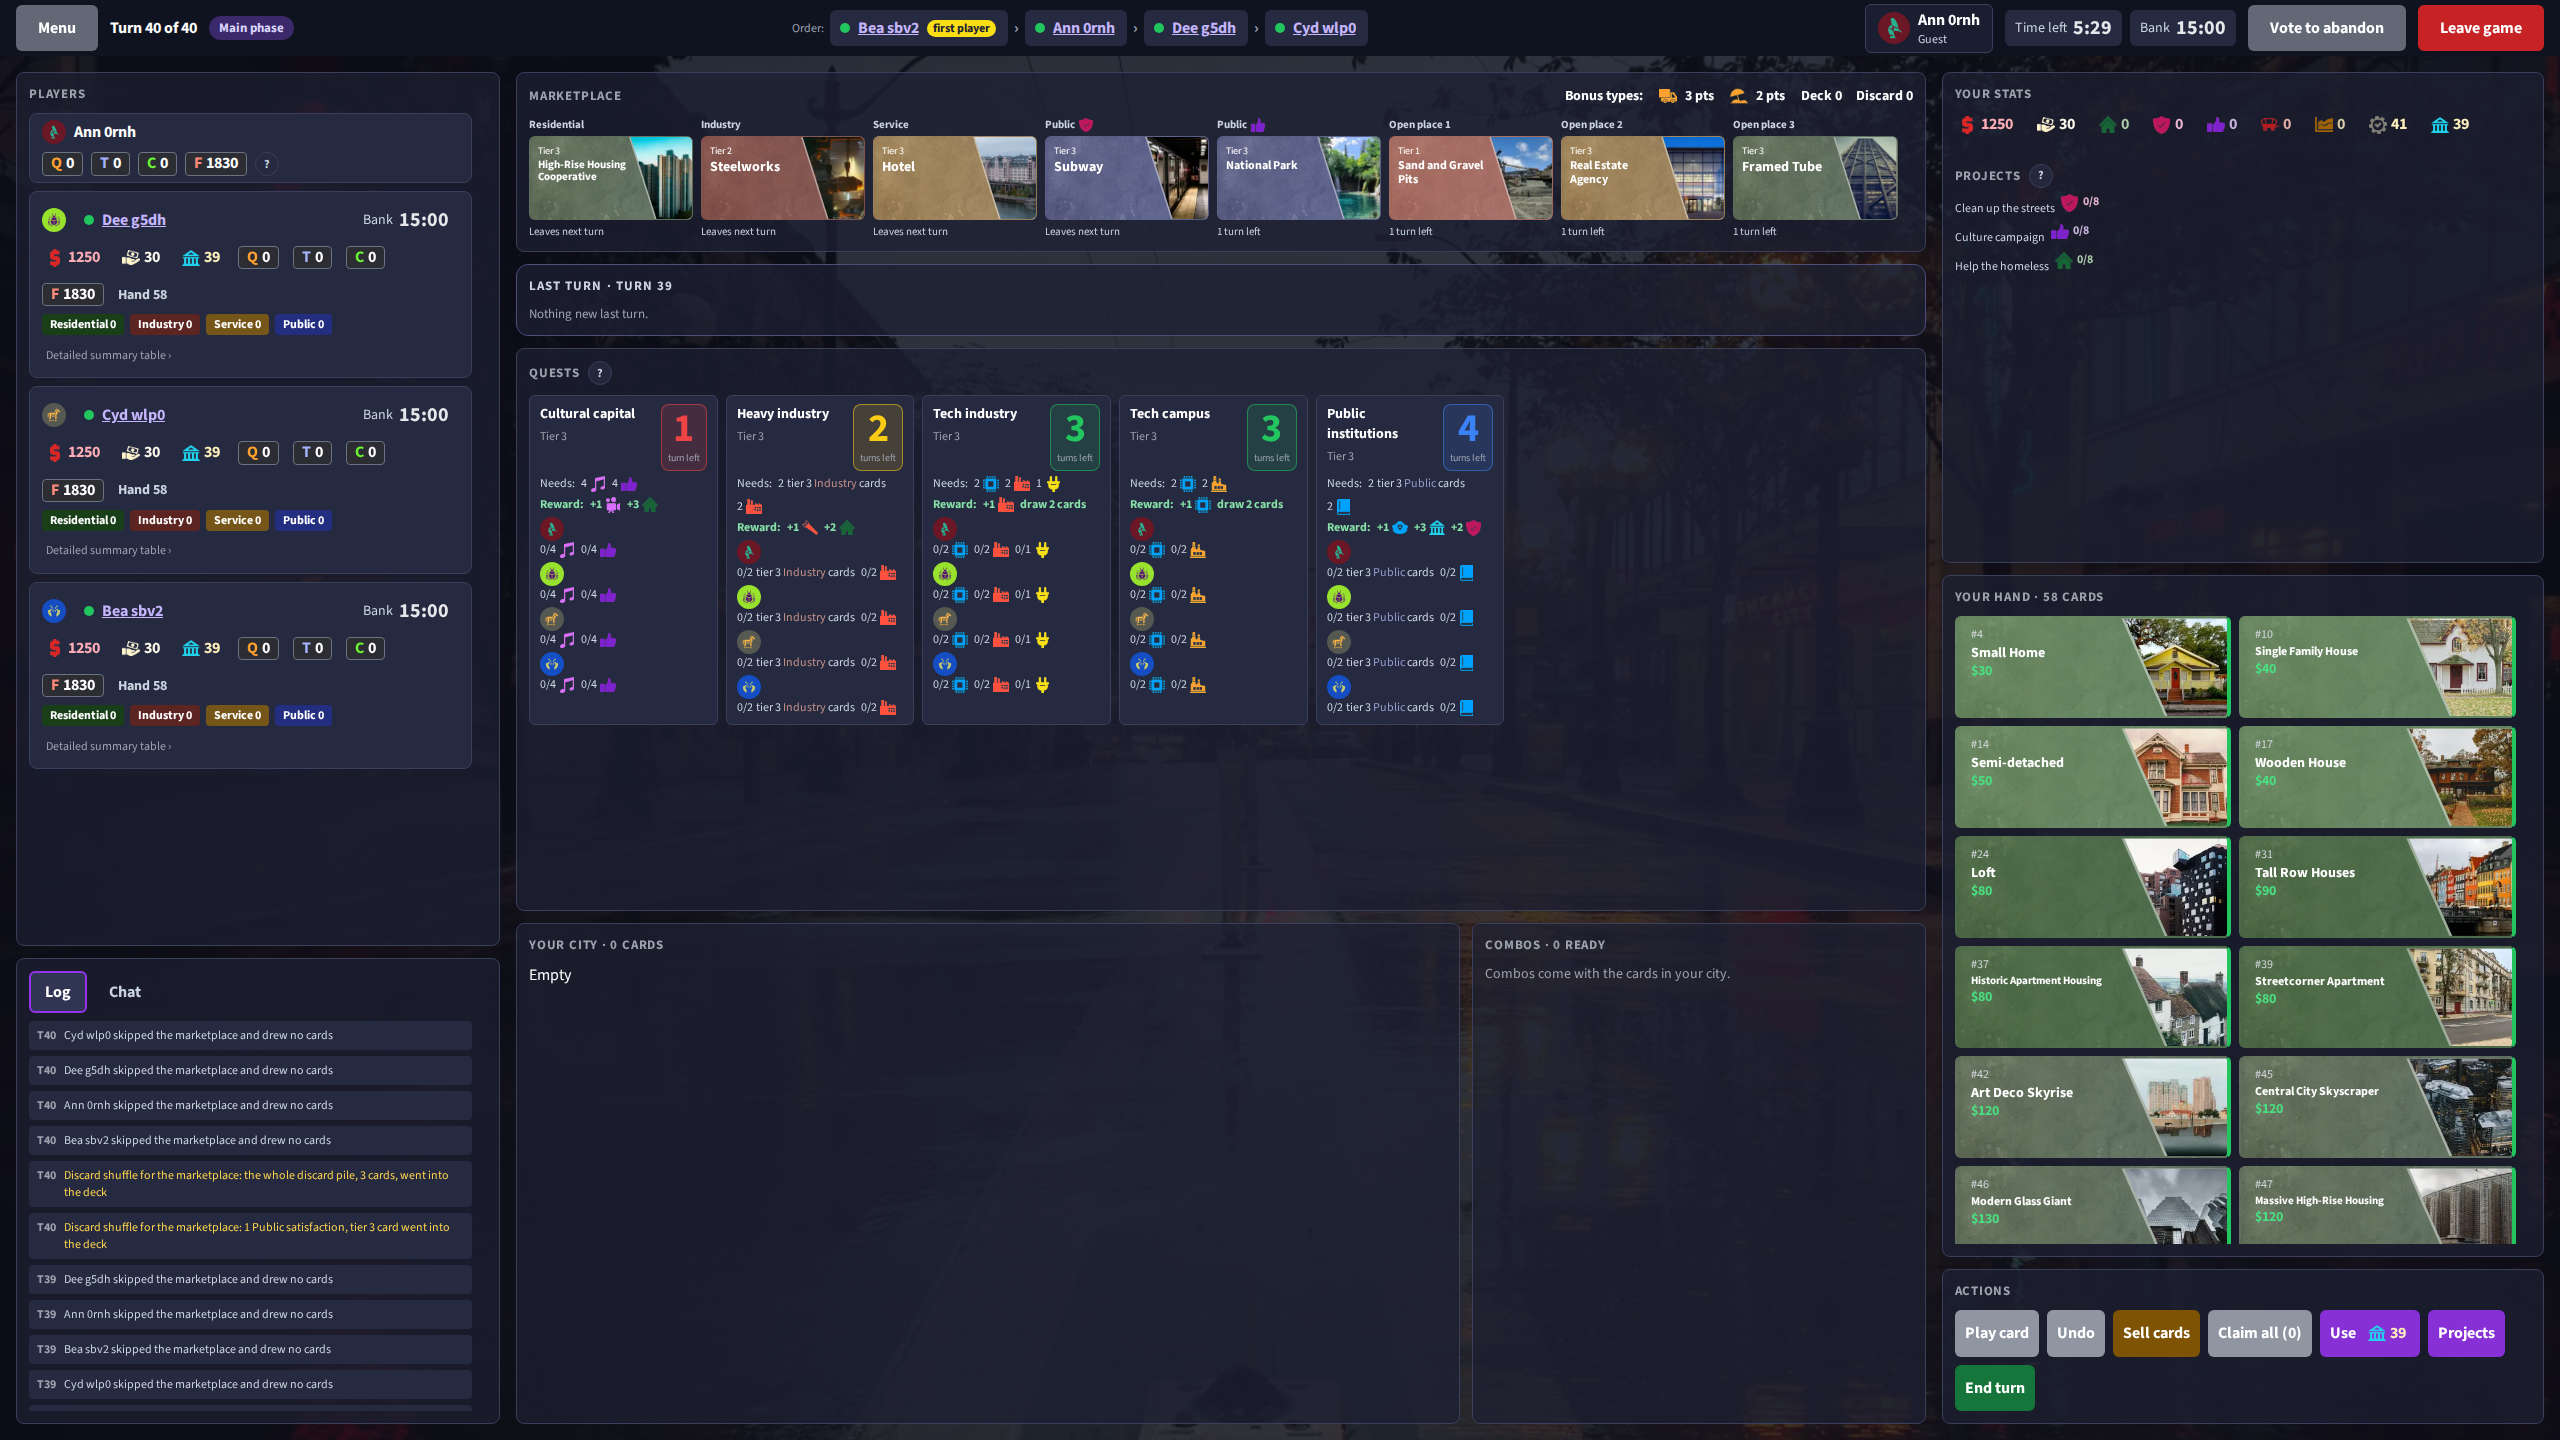 Menu
Turn 40 of 40
Main phase
Order:
Bea sbv2 first player › Ann 0rnh › Dee g5dh › Cyd wlp0
Ann 0rnh
Guest
Time left 5:29
Bank 15:00
Vote to abandon
Leave game
PLAYERS
Ann 0rnh
Q 0 T 0 C 0 F 1830 ?
Dee g5dh Bank 15:00
$ 1250 30 39 Q 0 T 0 C 0
F 1830 Hand 58
Residential 0 Industry 0 Service 0 Public 0
Detailed summary table ›
Cyd wlp0 Bank 15:00
$ 1250 30 39 Q 0 T 0 C 0
F 1830 Hand 58
Residential 0 Industry 0 Service 0 Public 0
Detailed summary table ›
Bea sbv2 Bank 15:00
$ 1250 30 39 Q 0 T 0 C 0
F 1830 Hand 58
Residential 0 Industry 0 Service 0 Public 0
Detailed summary table ›
Log Chat
T40 Cyd wlp0 skipped the marketplace and drew no cards
T40 Dee g5dh skipped the marketplace and drew no cards
T40 Ann 0rnh skipped the marketplace and drew no cards
T40 Bea sbv2 skipped the marketplace and drew no cards
T40 Discard shuffle for the marketplace: the whole discard pile, 3 cards, went into
the deck
T40 Discard shuffle for the marketplace: 1 Public satisfaction, tier 3 card went into
the deck
T39 Dee g5dh skipped the marketplace and drew no cards
T39 Ann 0rnh skipped the marketplace and drew no cards
T39 Bea sbv2 skipped the marketplace and drew no cards
T39 Cyd wlp0 skipped the marketplace and drew no cards
MARKETPLACE
Bonus types: 3 pts 2 pts Deck 0 Discard 0
Residential
Tier 3
High-Rise Housing
Cooperative
Leaves next turn
Industry
Tier 2
Steelworks
Leaves next turn
Service
Tier 3
Hotel
Leaves next turn
Public
Tier 3
Subway
Leaves next turn
Public
Tier 3
National Park
1 turn left
Open place 1
Tier 1
Sand and Gravel
Pits
1 turn left
Open place 2
Tier 3
Real Estate
Agency
1 turn left
Open place 3
Tier 3
Framed Tube
1 turn left
LAST TURN · TURN 39
Nothing new last turn.
QUESTS ?
Cultural capital
Tier 3
1
turn left
Needs: 4 4
Reward: +1 +3
0/4 0/4
0/4 0/4
0/4 0/4
0/4 0/4
Heavy industry
Tier 3
2
turns left
Needs: 2 tier 3 Industry cards
2
Reward: +1 +2
0/2 tier 3 Industry cards 0/2
0/2 tier 3 Industry cards 0/2
0/2 tier 3 Industry cards 0/2
0/2 tier 3 Industry cards 0/2
Tech industry
Tier 3
3
turns left
Needs: 2 2 1
Reward: +1 draw 2 cards
0/2 0/2 0/1
0/2 0/2 0/1
0/2 0/2 0/1
0/2 0/2 0/1
Tech campus
Tier 3
3
turns left
Needs: 2 2
Reward: +1 draw 2 cards
0/2 0/2
0/2 0/2
0/2 0/2
0/2 0/2
Public
institutions
Tier 3
4
turns left
Needs: 2 tier 3 Public cards
2
Reward: +1 +3 +2
0/2 tier 3 Public cards 0/2
0/2 tier 3 Public cards 0/2
0/2 tier 3 Public cards 0/2
0/2 tier 3 Public cards 0/2
YOUR CITY · 0 CARDS
Empty
COMBOS · 0 READY
Combos come with the cards in your city.
YOUR STATS
$ 1250 30 0 0 0 0 0 41 39
PROJECTS ?
Clean up the streets 0/8
Culture campaign 0/8
Help the homeless 0/8
YOUR HAND · 58 CARDS
#4
Small Home
$30
#10
Single Family House
$40
#14
Semi-detached
$50
#17
Wooden House
$40
#24
Loft
$80
#31
Tall Row Houses
$90
#37
Historic Apartment Housing
$80
#39
Streetcorner Apartment
$80
#42
Art Deco Skyrise
$120
#45
Central City Skyscraper
$120
#46
Modern Glass Giant
$130
#47
Massive High-Rise Housing
$120
ACTIONS
Play card
Undo
Sell cards
Claim all (0)
Use 39
Projects
End turn